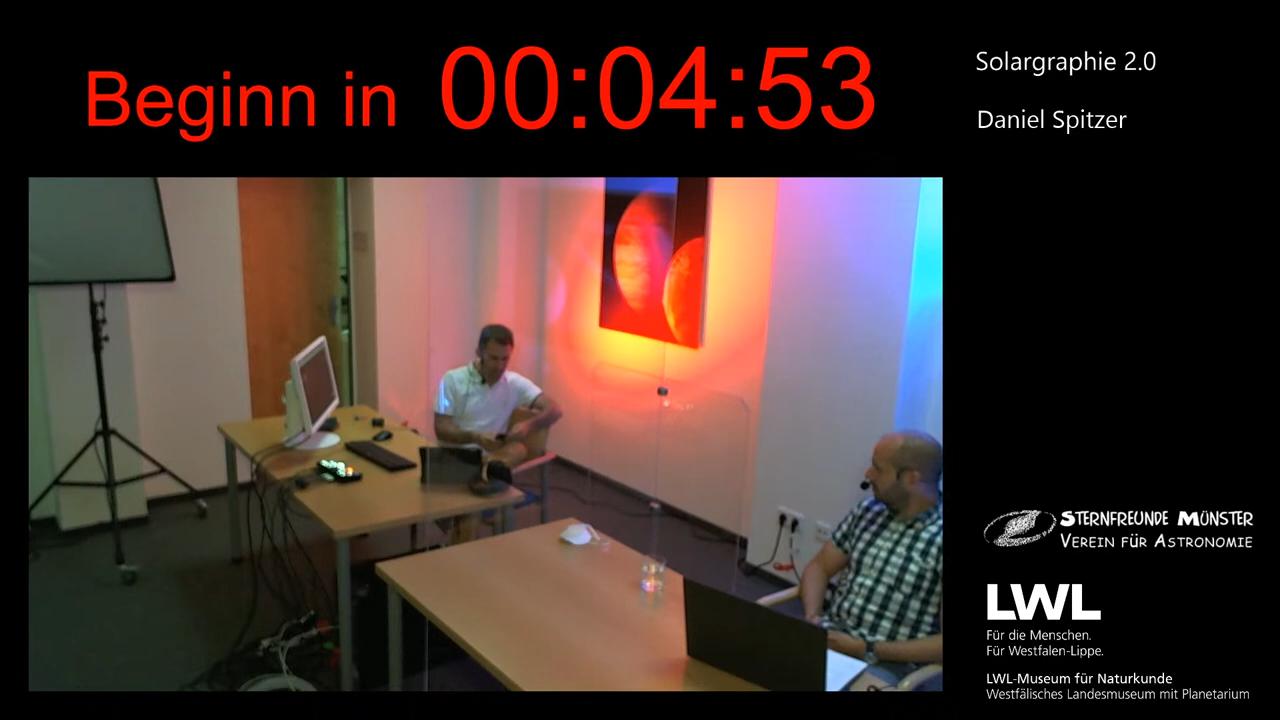 Beginn in 00:04:53
Solargraphie 2.0
Daniel Spitzer
STERNFREUNDE MÜNSTER
VEREIN FÜR ASTRONOMIE
LWL
Für die Menschen.
Für Westfalen-Lippe.
LWL-Museum für Naturkunde
Westfälisches Landesmuseum mit Planetarium